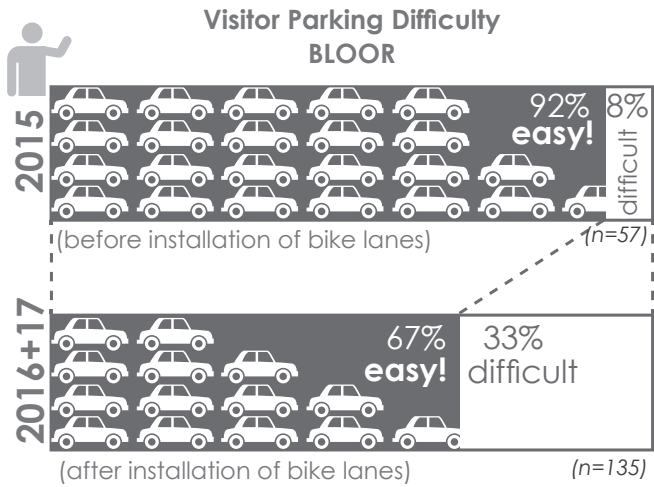 Visitor Parking Difficulty
BLOOR
2015
92%
easy!
8%
difficult
(before installation of bike lanes)
(n=57)
2016+17
67%
easy!
33%
difficult
(after installation of bike lanes)
(n=135)